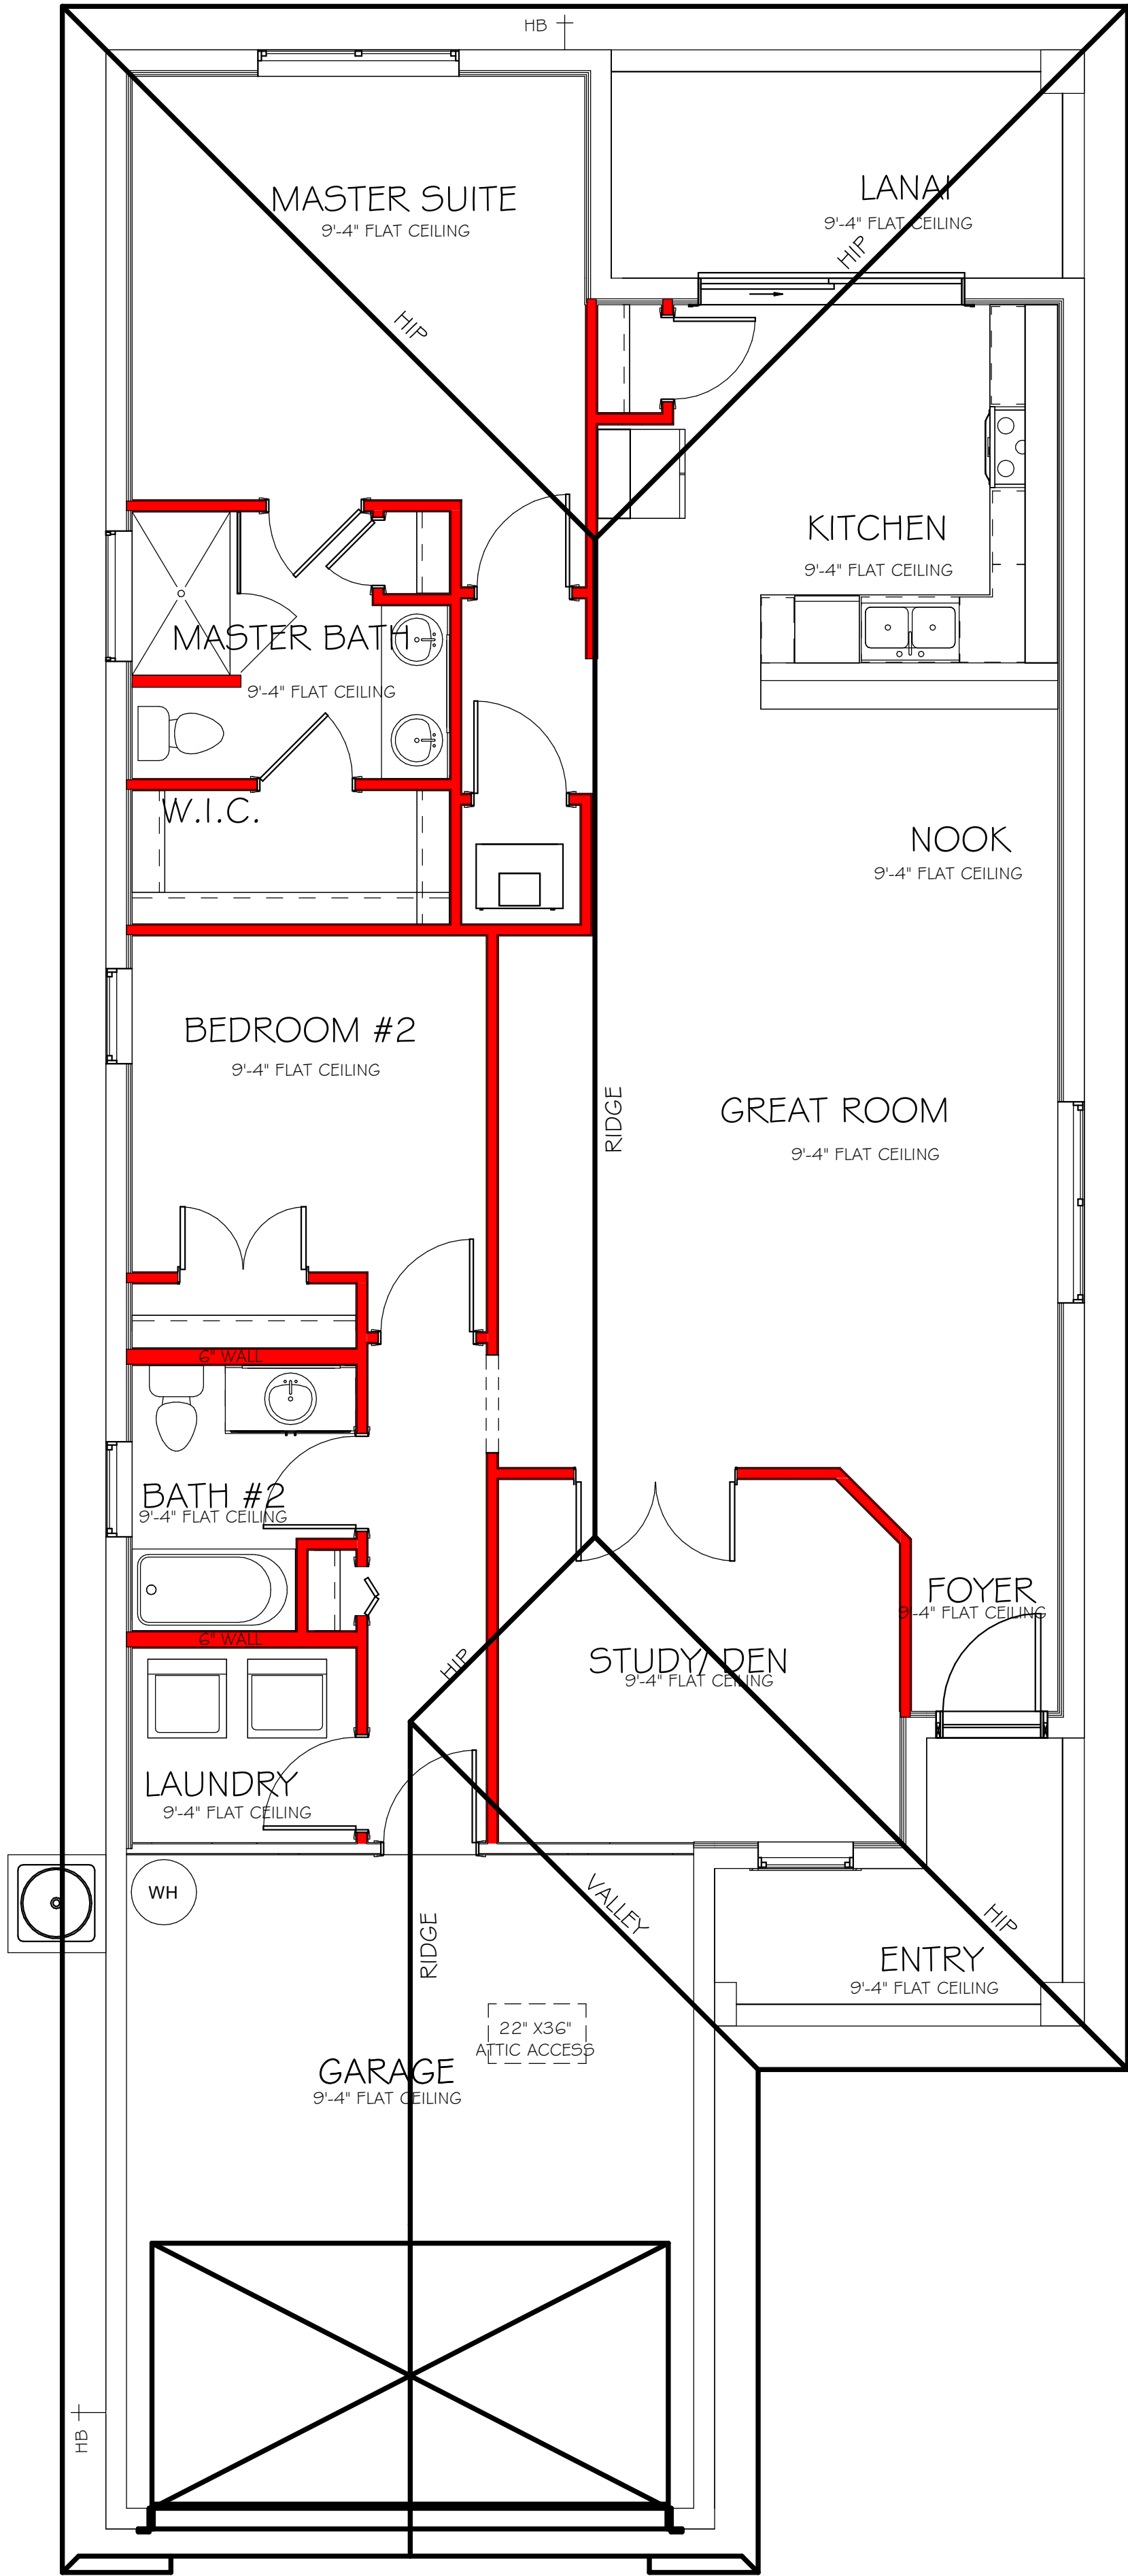 HB
MASTER SUITE
9'-4" FLAT CEILING
LANAI
9'-4" FLAT CEILING
HIP
HIP
KITCHEN
9'-4" FLAT CEILING
MASTER BATH
9'-4" FLAT CEILING
W.I.C.
NOOK
9'-4" FLAT CEILING
BEDROOM #2
9'-4" FLAT CEILING
RIDGE
GREAT ROOM
9'-4" FLAT CEILING
6" WALL
BATH #2
9'-4" FLAT CEILING
FOYER
9'-4" FLAT CEILING
6" WALL
HIP
STUDY/ DEN
9'-4" FLAT CEILING
LAUNDRY
9'-4" FLAT CEILING
WH
VALLEY
RIDGE
HIP
ENTRY
9'-4" FLAT CEILING
22" X36"
ATTIC ACCESS
GARAGE
9'-4" FLAT CEILING
HB